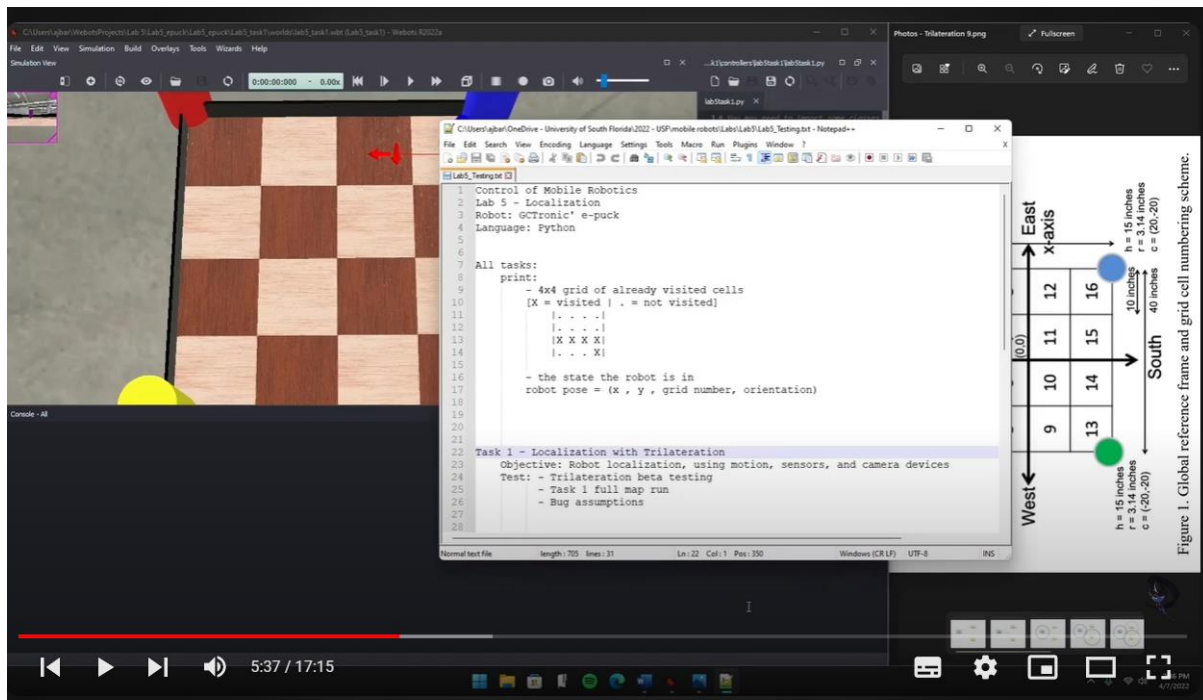 C:\Users\ajbar\WebotsProjects\Lab 5\Lab5_epuck\Lab5_epuck\Lab5_task1\worlds\lab5_task1.wbt (Lab5_task1) - Webots R2022a
File Edit View Simulation Build Overlays Tools Wizards Help
Simulation View
0:00:00:000 - 0.00x
...k1\controllers\lab5task1\lab5task1.py
lab5task1.py
Console - All
C:\Users\ajbar\OneDrive - University of South Florida\2022 - USF\mobile robots\Labs\Lab5\Lab5_Testing.txt - Notepad++
File Edit Search View Encoding Language Settings Tools Macro Run Plugins Window ?
Lab5_Testing.txt
1 Control of Mobile Robotics
2 Lab 5 - Localization
3 Robot: GCTronic' e-puck
4 Language: Python
5
6
7 All tasks:
8 print:
9 - 4x4 grid of already visited cells
10 [X = visited | . = not visited]
11 |. . . .|
12 |. . . .|
13 |X X X X|
14 |. . . X|
15
16 - the state the robot is in
17 robot pose = (x , y , grid number, orientation)
18
19
20
21
22 Task 1 - Localization with Trilateration
23 Objective: Robot localization, using motion, sensors, and camera devices
24 Test: - Trilateration beta testing
25 - Task 1 full map run
26 - Bug assumptions
27
28
Normal text file length : 705 lines : 31 Ln : 22 Col : 1 Pos : 350 Windows (CR LF) UTF-8 INS
Photos - Trilateration 9.png
Fullscreen
East
x-axis
h = 15 inches
r = 3.14 inches
c = (20,-20)
12 16
10 inches
40 inches
11 15
(0,0)
South
10 14
9 13
West
h = 15 inches
r = 3.14 inches
c = (-20,-20)
Figure 1. Global reference frame and grid cell numbering scheme.
5:37 / 17:15
4/7/2022